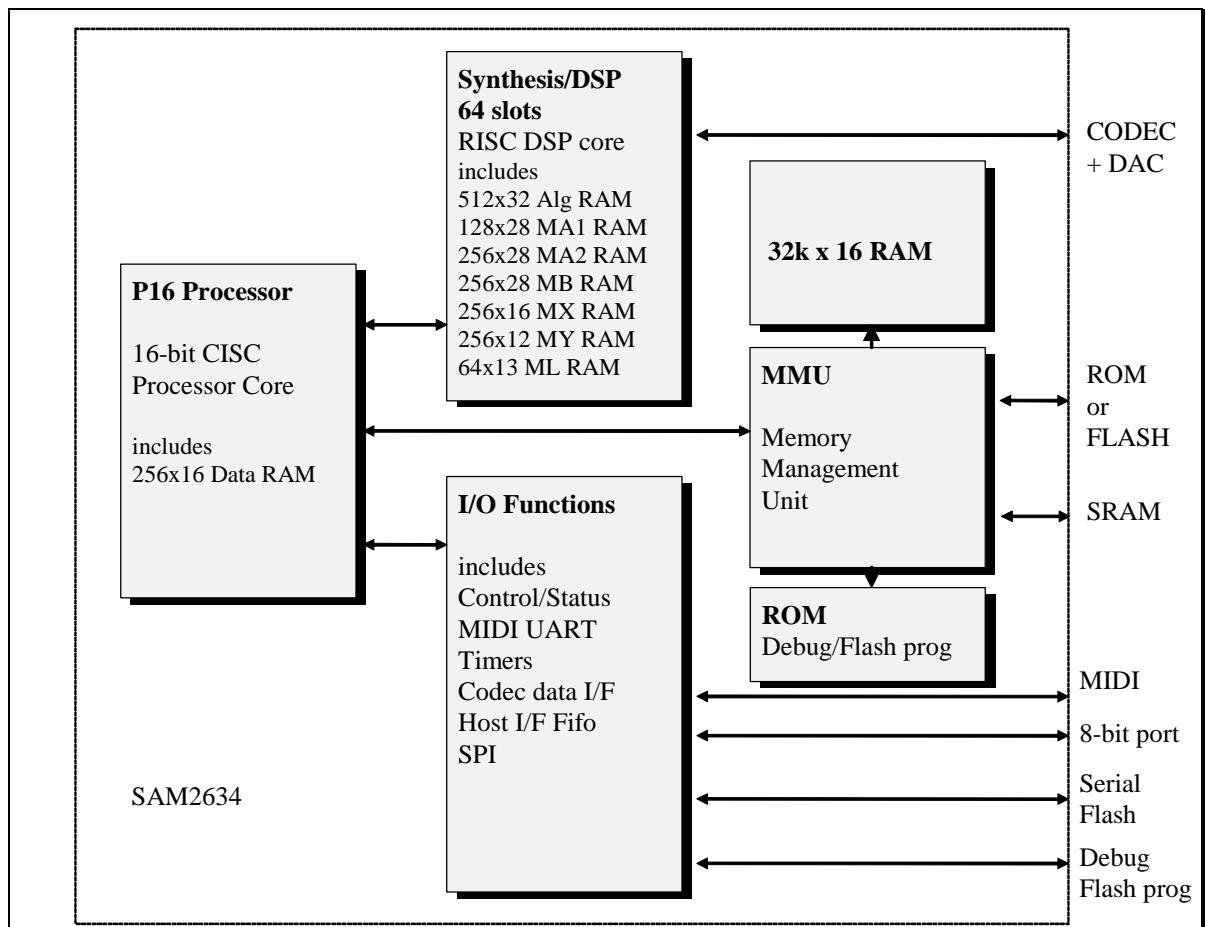 Synthesis/DSP
64 slots
RISC DSP core
includes
512x32 Alg RAM
128x28 MA1 RAM
256x28 MA2 RAM
256x28 MB RAM
256x16 MX RAM
256x12 MY RAM
64x13 ML RAM
CODEC
+ DAC
32k x 16 RAM
P16 Processor
16-bit CISC
Processor Core
includes
256x16 Data RAM
MMU
Memory
Management
Unit
ROM
or
FLASH
SRAM
I/O Functions
includes
Control/Status
MIDI UART
Timers
Codec data I/F
Host I/F Fifo
SPI
ROM
Debug/Flash prog
MIDI
8-bit port
Serial
Flash
Debug
Flash prog
SAM2634